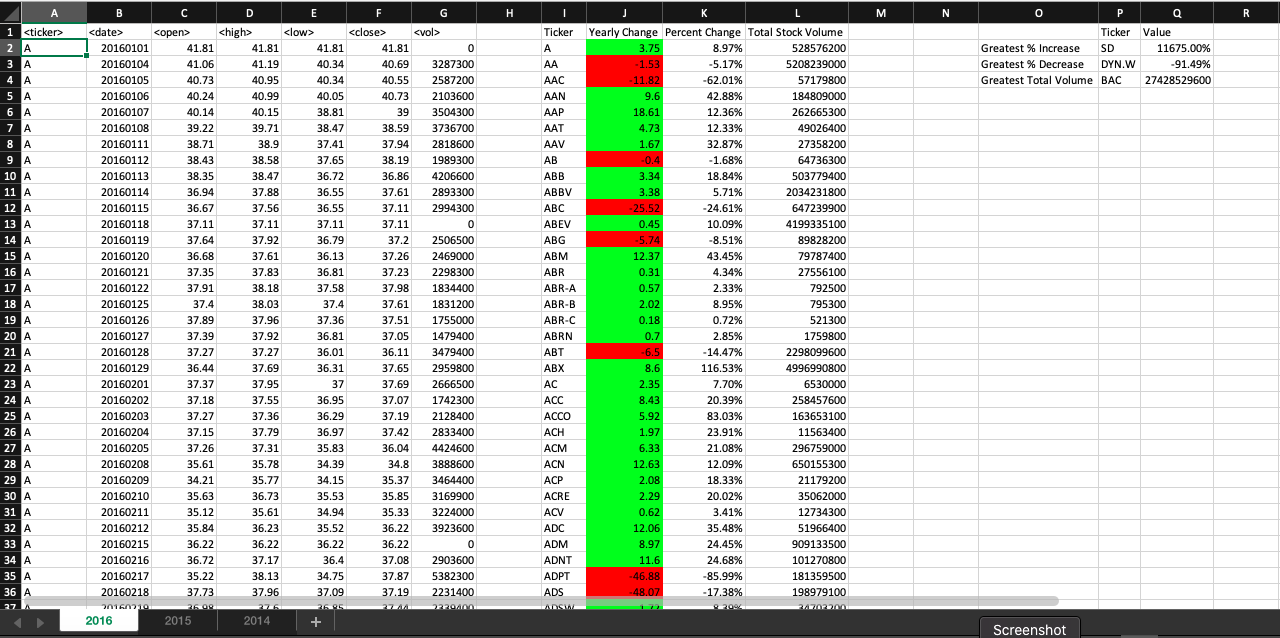 A B C D E F G H I J K L M N O P Q R
1 <ticker> <date> <open> <high> <low> <close> <vol> Ticker Yearly Change Percent Change Total Stock Volume Ticker Value
2 A 20160101 41.81 41.81 41.81 41.81 0 A 3.75 8.97% 528576200 Greatest % Increase SD 11675.00%
3 A 20160104 41.06 41.19 40.34 40.69 3287300 AA -1.53 -5.17% 5208239000 Greatest % Decrease DYN.W -91.49%
4 A 20160105 40.73 40.95 40.34 40.55 2587200 AAC -11.82 -62.01% 57179800 Greatest Total Volume BAC 27428529600
5 A 20160106 40.24 40.99 40.05 40.73 2103600 AAN 9.6 42.88% 184809000
6 A 20160107 40.14 40.15 38.81 39 3504300 AAP 18.61 12.36% 262665300
7 A 20160108 39.22 39.71 38.47 38.59 3736700 AAT 4.73 12.33% 49026400
8 A 20160111 38.71 38.9 37.41 37.94 2818600 AAV 1.67 32.87% 27358200
9 A 20160112 38.43 38.58 37.65 38.19 1989300 AB -0.4 -1.68% 64736300
10 A 20160113 38.35 38.47 36.72 36.86 4206600 ABB 3.34 18.84% 503779400
11 A 20160114 36.94 37.88 36.55 37.61 2893300 ABBV 3.38 5.71% 2034231800
12 A 20160115 36.67 37.56 36.55 37.11 2994300 ABC -25.52 -24.61% 647239900
13 A 20160118 37.11 37.11 37.11 37.11 0 ABEV 0.45 10.09% 4199335100
14 A 20160119 37.64 37.92 36.79 37.2 2506500 ABG -5.74 -8.51% 89828200
15 A 20160120 36.68 37.61 36.13 37.26 2469000 ABM 12.37 43.45% 79787400
16 A 20160121 37.35 37.83 36.81 37.23 2298300 ABR 0.31 4.34% 27556100
17 A 20160122 37.91 38.18 37.58 37.98 1834400 ABR-A 0.57 2.33% 792500
18 A 20160125 37.4 38.03 37.4 37.61 1831200 ABR-B 2.02 8.95% 795300
19 A 20160126 37.89 37.96 37.36 37.51 1755000 ABR-C 0.18 0.72% 521300
20 A 20160127 37.39 37.92 36.81 37.05 1479400 ABRN 0.7 2.85% 1759800
21 A 20160128 37.27 37.27 36.01 36.11 3479400 ABT -6.5 -14.47% 2298099600
22 A 20160129 36.44 37.69 36.31 37.65 2959800 ABX 8.6 116.53% 4996990800
23 A 20160201 37.37 37.95 37 37.69 2666500 AC 2.35 7.70% 6530000
24 A 20160202 37.18 37.55 36.95 37.07 1742300 ACC 8.43 20.39% 258457600
25 A 20160203 37.27 37.36 36.29 37.19 2128400 ACCO 5.92 83.03% 163653100
26 A 20160204 37.15 37.79 36.97 37.42 2833400 ACH 1.97 23.91% 11563400
27 A 20160205 37.26 37.31 35.83 36.04 4424600 ACM 6.33 21.08% 296759000
28 A 20160208 35.61 35.78 34.39 34.8 3888600 ACN 12.63 12.09% 650155300
29 A 20160209 34.21 35.77 34.15 35.37 3464400 ACP 2.08 18.33% 21179200
30 A 20160210 35.63 36.73 35.53 35.85 3169900 ACRE 2.29 20.02% 35062000
31 A 20160211 35.12 35.61 34.94 35.33 3224000 ACV 0.62 3.41% 12734300
32 A 20160212 35.84 36.23 35.52 36.22 3923600 ADC 12.06 35.48% 51966400
33 A 20160215 36.22 36.22 36.22 36.22 0 ADM 8.97 24.45% 909133500
34 A 20160216 36.72 37.17 36.4 37.08 2903600 ADNT 11.6 24.68% 101270800
35 A 20160217 35.22 38.13 34.75 37.87 5382300 ADPT -46.88 -85.99% 181359500
36 A 20160218 37.73 37.96 37.09 37.19 2231400 ADS -48.07 -17.38% 198979100
37 A
2016 2015 2014 +
Screenshot